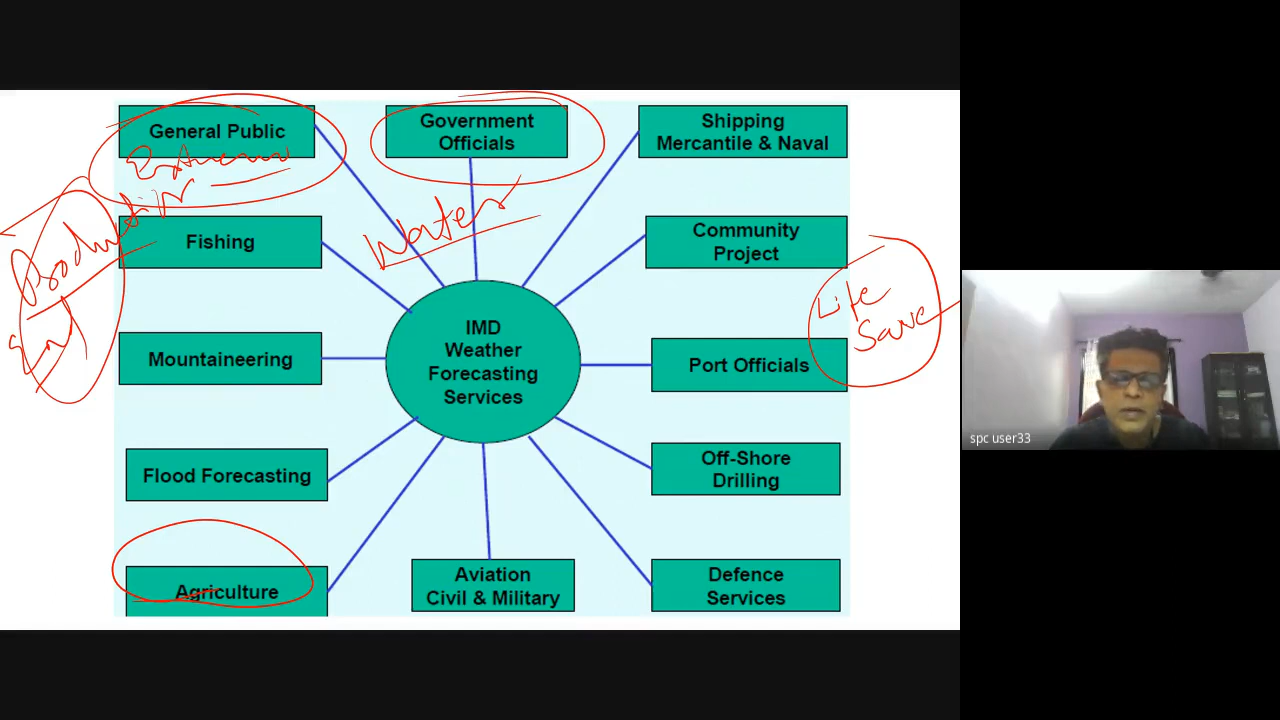 General Public
Government
Officials
Shipping
Mercantile & Naval
Water
Fishing
Community
Project
Life
Save
IMD
Weather
Forecasting
Services
Mountaineering
Port Officials
Flood Forecasting
Off-Shore
Drilling
Agriculture
Aviation
Civil & Military
Defence
Services
spc user33